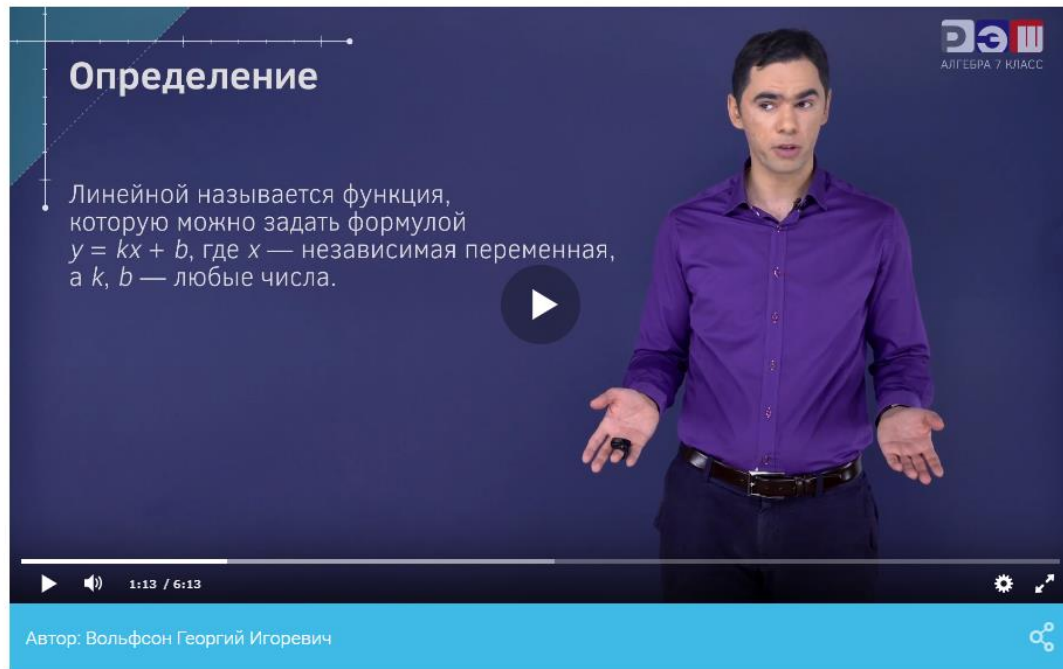 РЭШ
АЛГЕБРА 7 КЛАСС
Определение
Линейной называется функция,
которую можно задать формулой
y = kx + b, где x — независимая переменная,
а k, b — любые числа.
1:13 / 6:13
Автор: Вольфсон Георгий Игоревич